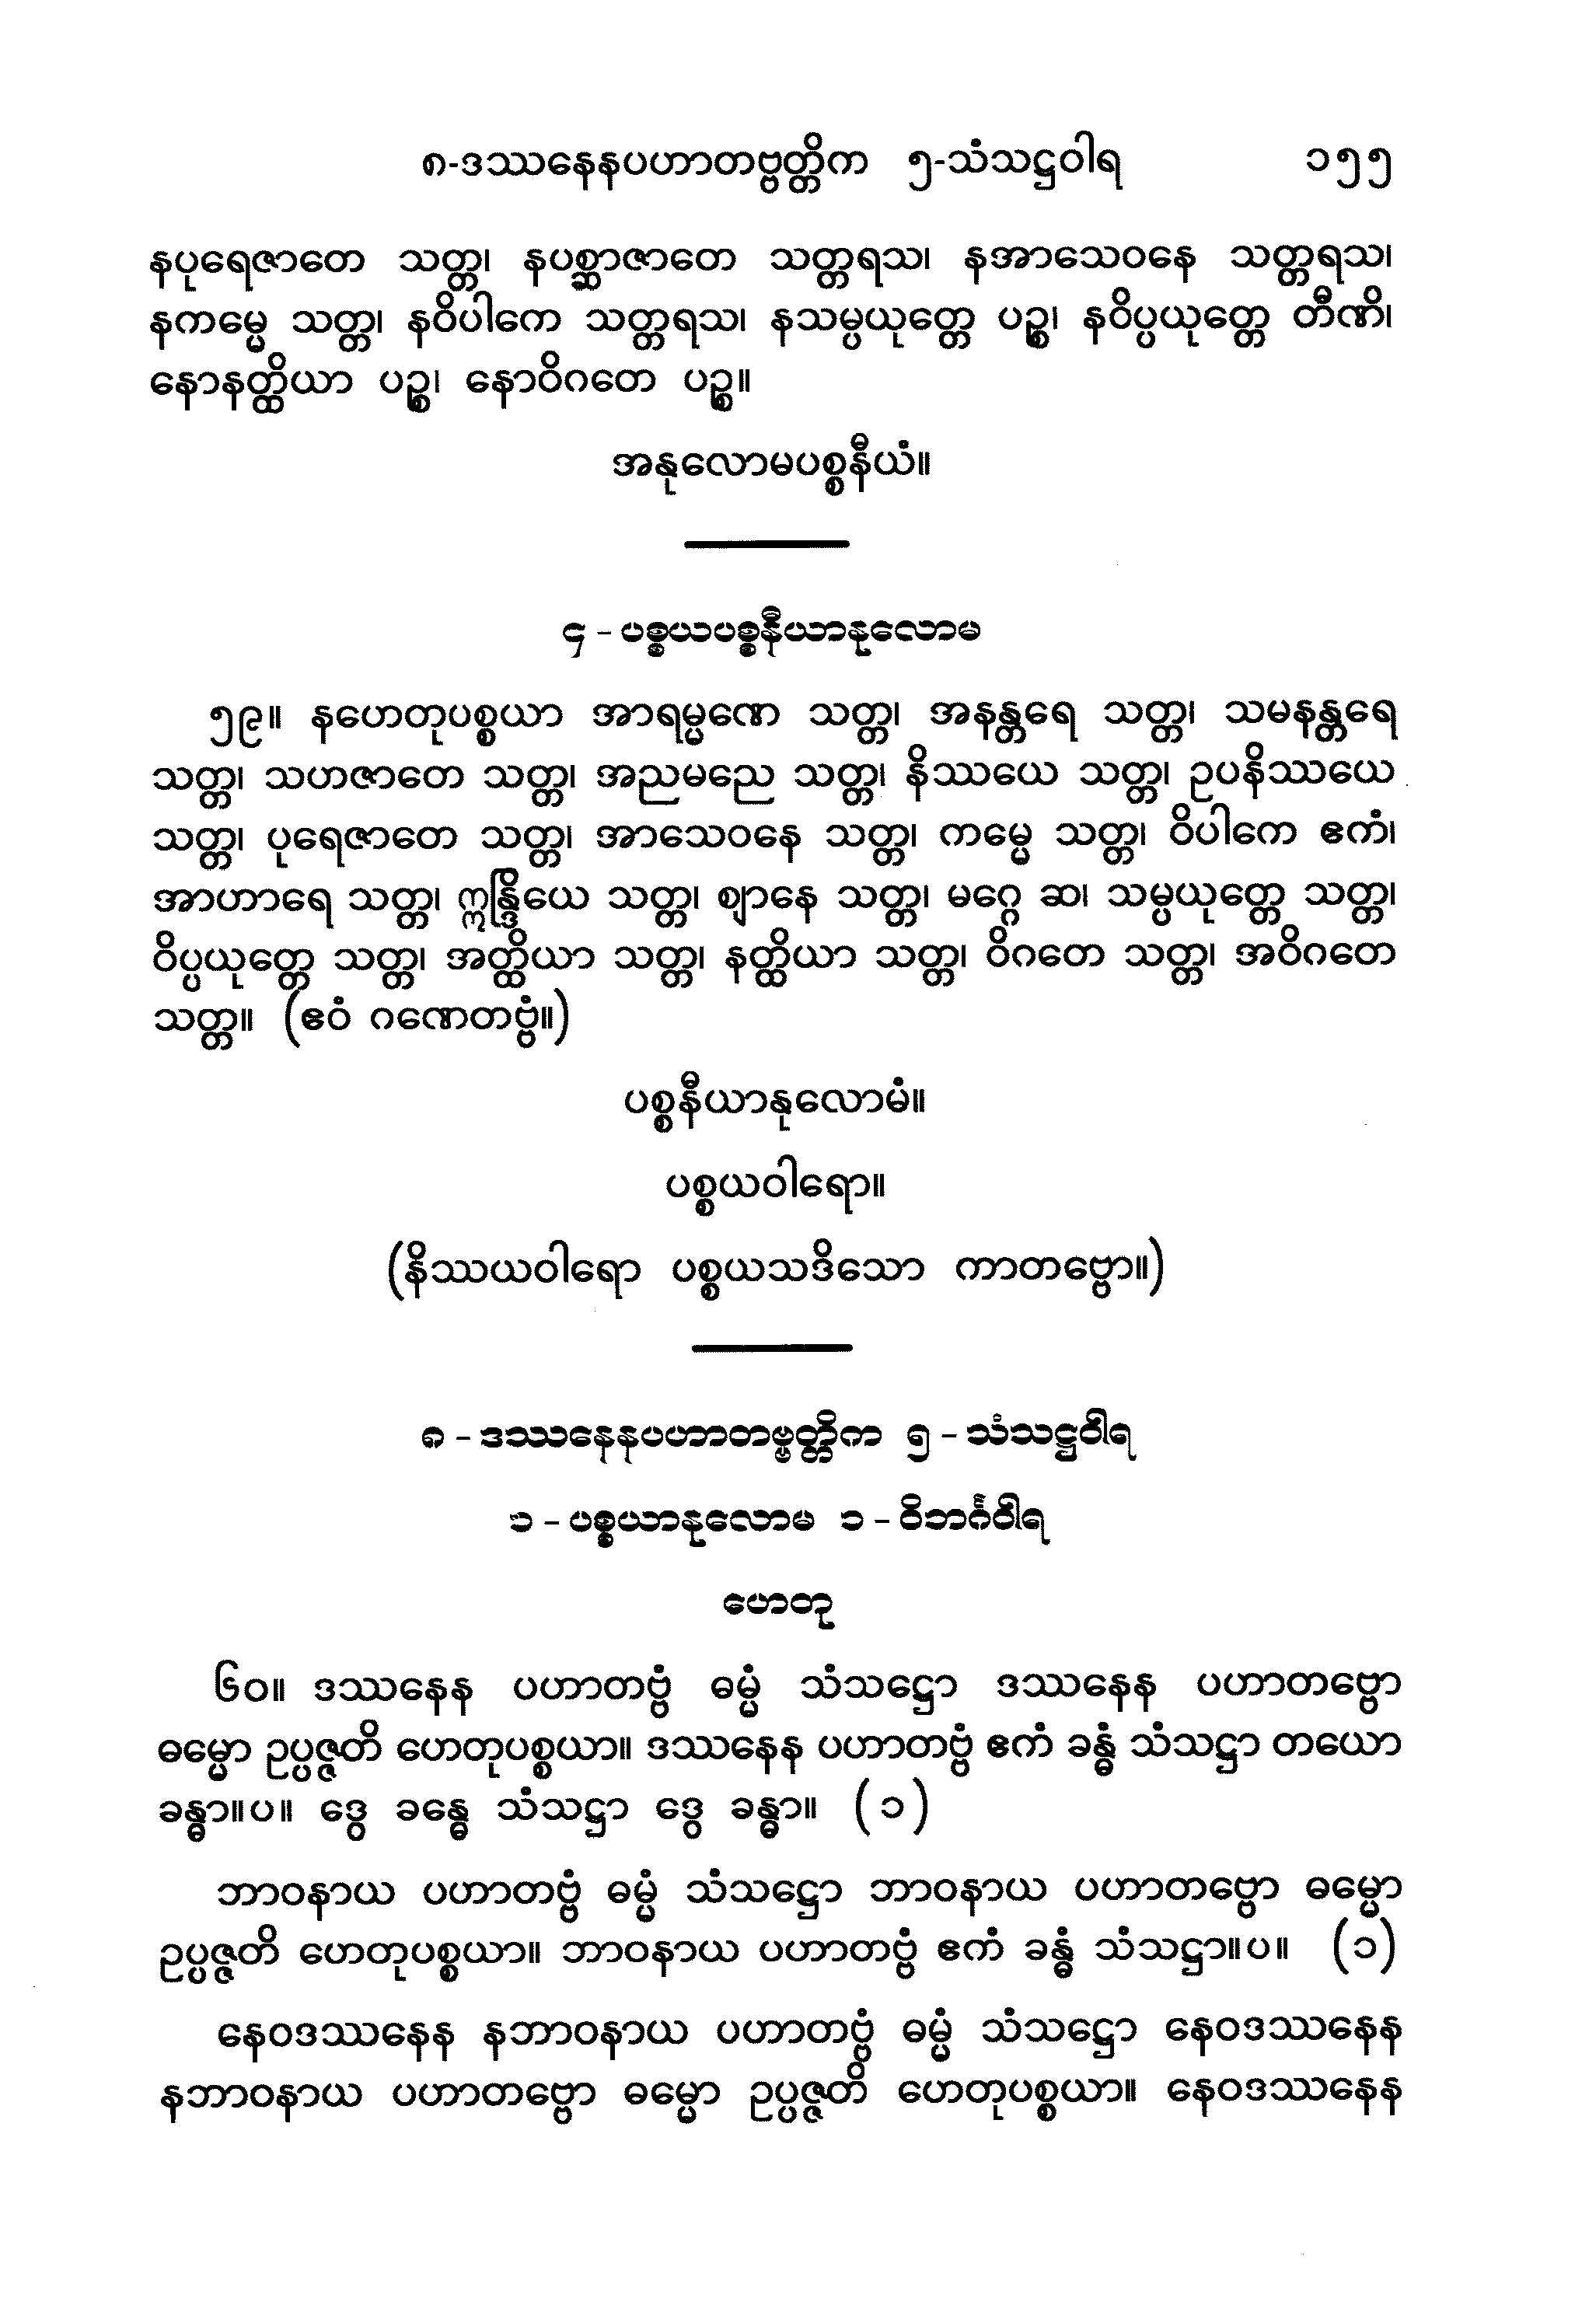 ၈-ဒဿနေနပဟာတဗ္ဗတ္တိက ၅-သံသဋ္ဌဝါရ ၁၅၅
နပုရေဇာတေ သတ္တ၊ နပစ္ဆာဇာတေ သတ္တရသ၊ နအာသေဝနေ သတ္တရသ၊
နကမ္မေ သတ္တ၊ နဝိပါကေ သတ္တရသ၊ နသမ္ပယုတ္တေ ပဉ္စ၊ နဝိပ္ပယုတ္တေ တီဏိ၊
နောနတ္ထိယာ ပဉ္စ၊ နောဝိဂတေ ပဉ္စ။
အနုလောမပစ္စနီယံ။
၄ - ပစ္စယပစ္စနီယာနုလောမ
၅၉။ နဟေတုပစ္စယာ အာရမ္မဏေ သတ္တ၊ အနန္တရေ သတ္တ၊ သမနန္တရေ
သတ္တ၊ သဟဇာတေ သတ္တ၊ အညမညေ သတ္တ၊ နိဿယေ သတ္တ၊ ဥပနိဿယေ
သတ္တ၊ ပုရေဇာတေ သတ္တ၊ အာသေဝနေ သတ္တ၊ ကမ္မေ သတ္တ၊ ဝိပါကေ ဧကံ၊
အာဟာရေ သတ္တ၊ ဣန္ဒြိယေ သတ္တ၊ ဈာနေ သတ္တ၊ မဂ္ဂေ ဆ၊ သမ္ပယုတ္တေ သတ္တ၊
ဝိပ္ပယုတ္တေ သတ္တ၊ အတ္ထိယာ သတ္တ၊ နတ္ထိယာ သတ္တ၊ ဝိဂတေ သတ္တ၊ အဝိဂတေ
သတ္တ။ (ဧဝံ ဂဏေတဗ္ဗံ။)
ပစ္စနီယာနုလောမံ။
ပစ္စယဝါရော။
(နိဿယဝါရော ပစ္စယသဒိသော ကာတဗ္ဗော။)
၈ - ဒဿနေနပဟာတဗ္ဗတ္တိက ၅ - သံသဋ္ဌဝါရ
၁ - ပစ္စယာနုလောမ ၁ - ဝိဘင်္ဂဝါရ
ဟေတု
၆၀။ ဒဿနေန ပဟာတဗ္ဗံ ဓမ္မံ သံသဋ္ဌော ဒဿနေန ပဟာတဗ္ဗော
ဓမ္မော ဥပ္ပဇ္ဇတိ ဟေတုပစ္စယာ။ ဒဿနေန ပဟာတဗ္ဗံ ဧကံ ခန္ဓံ သံသဋ္ဌာ တယော
ခန္ဓာ။ပ။ ဒွေ ခန္ဓေ သံသဋ္ဌာ ဒွေ ခန္ဓာ။ (၁)
ဘာဝနာယ ပဟာတဗ္ဗံ ဓမ္မံ သံသဋ္ဌော ဘာဝနာယ ပဟာတဗ္ဗော ဓမ္မော
ဥပ္ပဇ္ဇတိ ဟေတုပစ္စယာ။ ဘာဝနာယ ပဟာတဗ္ဗံ ဧကံ ခန္ဓံ သံသဋ္ဌာ။ပ။ (၁)
နေဝဒဿနေန နဘာဝနာယ ပဟာတဗ္ဗံ ဓမ္မံ သံသဋ္ဌော နေဝဒဿနေန
နဘာဝနာယ ပဟာတဗ္ဗော ဓမ္မော ဥပ္ပဇ္ဇတိ ဟေတုပစ္စယာ။ နေဝဒဿနေန